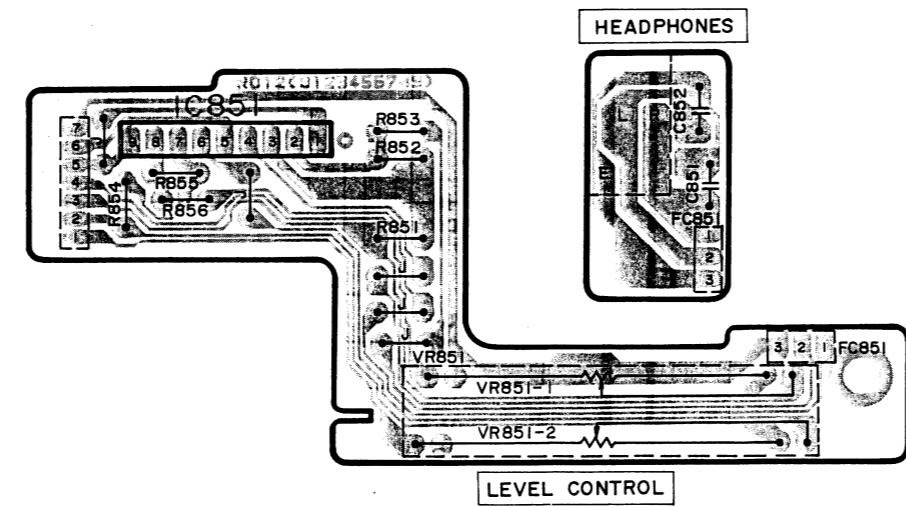 HEADPHONES
IC851
7
6
5
4
3
2
1
9 8 7 6 5 4 3 2 1
R853
R852
R855
R856
R854
R851
J
J
J
C852
C851
FC851
1
2
3
VR851
VR851-1
VR851-2
3 2 1
FC851
LEVEL CONTROL